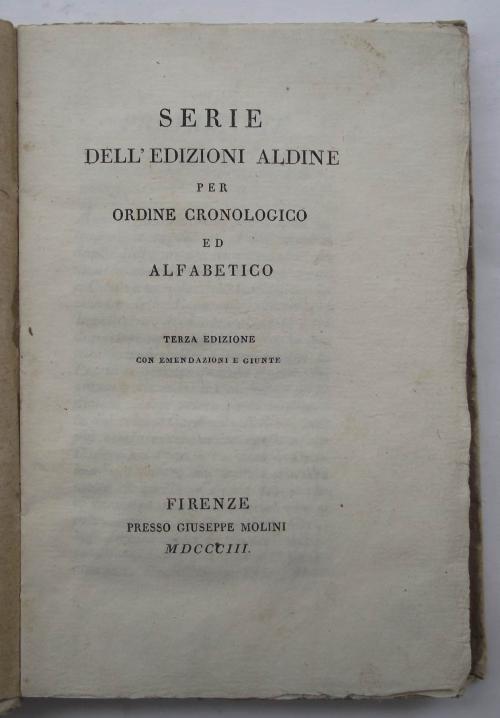 SERIE
DELL'EDIZIONI ALDINE
PER
ORDINE CRONOLOGICO
ED
ALFABETICO
TERZA EDIZIONE
CON EMENDAZIONI E GIUNTE
FIRENZE
PRESSO GIUSEPPE MOLINI
MDCCCIII.